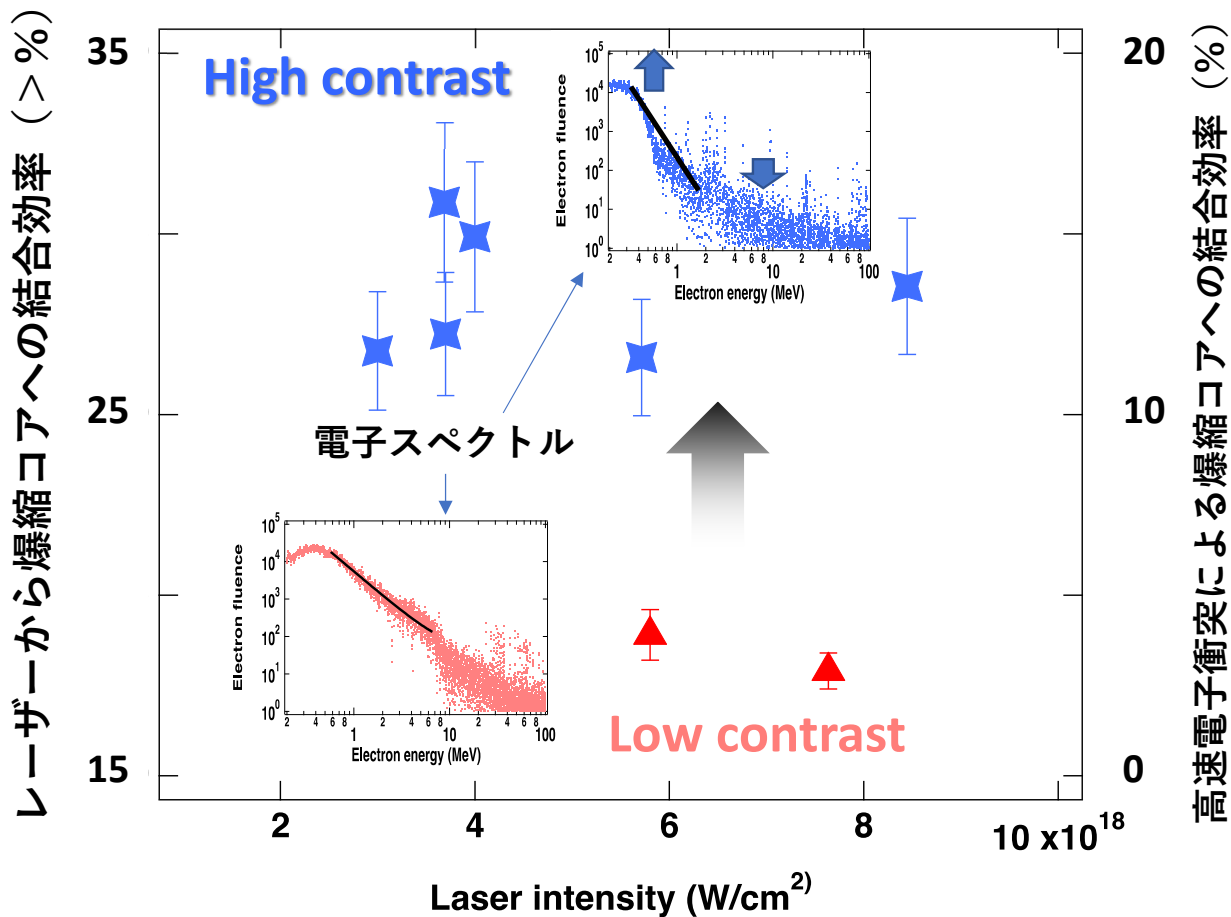 レーザーから爆縮コアへの結合効率（＞％）
35
25
15
High contrast
Electron fluence
10^5
10^4
10^3
10^2
10^1
10^0
2 4 6 8 1 2 4 6 8 10 2 4 6 8 100
Electron energy (MeV)
電子スペクトル
Electron fluence
10^5
10^4
10^3
10^2
10^1
10^0
2 4 6 8 1 2 4 6 8 10 2 4 6 8 100
Electron energy (MeV)
Low contrast
20
10
0
高速電子衝突による爆縮コアへの結合効率（%）
2 4 6 8 10 x10^18
Laser intensity (W/cm^2)